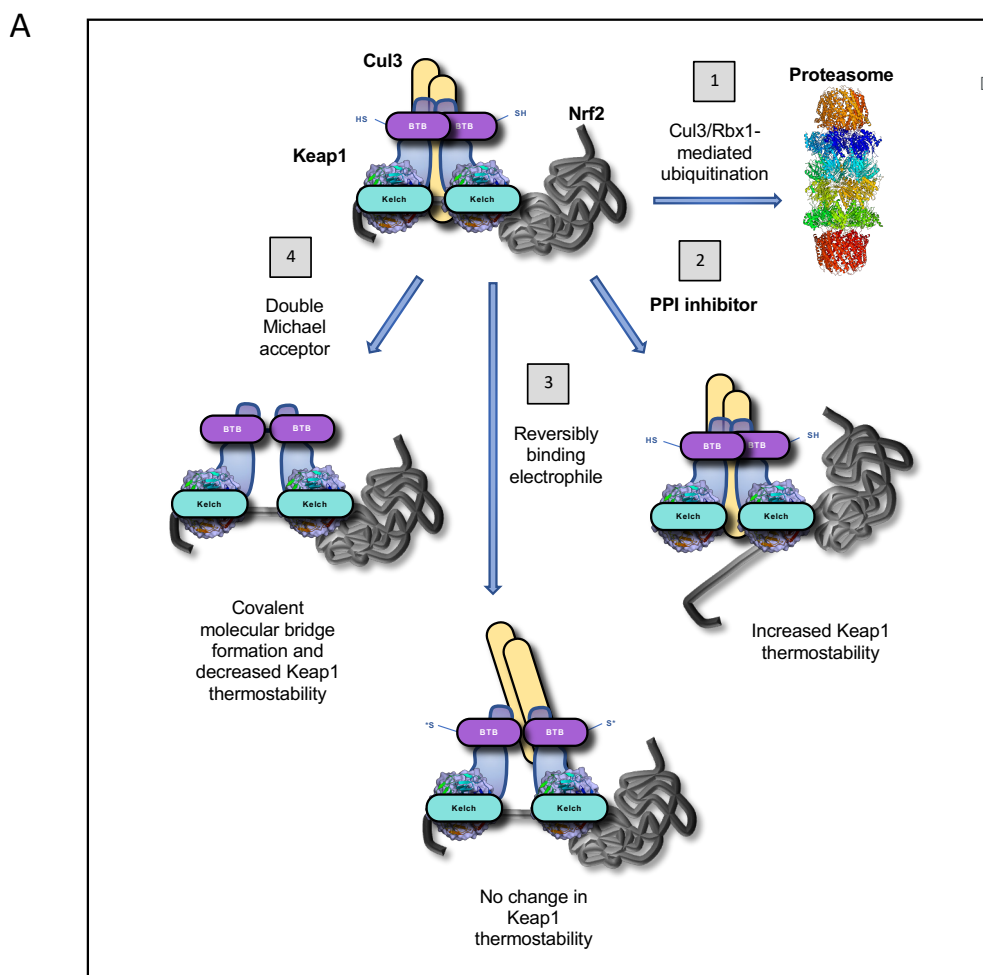 A
Cul3
HS
BTB
BTB
SH
Keap1
Kelch
Kelch
Nrf2
1
Cul3/Rbx1-
mediated
ubiquitination
Proteasome
4
Double
Michael
acceptor
2
PPI inhibitor
3
Reversibly
binding
electrophile
BTB
BTB
Kelch
Kelch
Covalent
molecular bridge
formation and
decreased Keap1
thermostability
HS
BTB
BTB
SH
Kelch
Kelch
Increased Keap1
thermostability
*S
BTB
BTB
S*
Kelch
Kelch
No change in
Keap1
thermostability